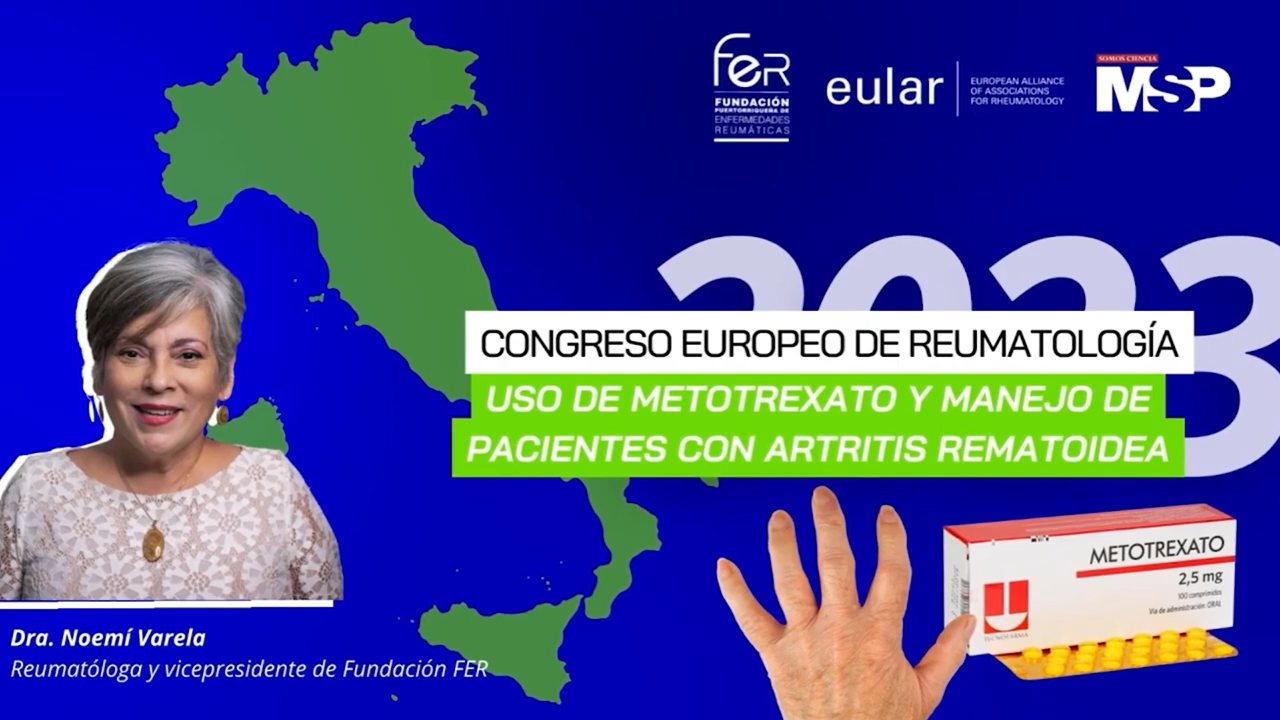 FER
FUNDACIÓN
PUERTORRIQUEÑA DE
ENFERMEDADES
REUMÁTICAS
eular
EUROPEAN ALLIANCE
OF ASSOCIATIONS
FOR RHEUMATOLOGY
SOMOS CIENCIA
MSP
2023
CONGRESO EUROPEO DE REUMATOLOGÍA
USO DE METOTREXATO Y MANEJO DE
PACIENTES CON ARTRITIS REMATOIDEA
METOTREXATO
2,5 mg
100 comprimidos
Vía de administración: ORAL
TECNOFARMA
Dra. Noemí Varela
Reumatóloga y vicepresidente de Fundación FER